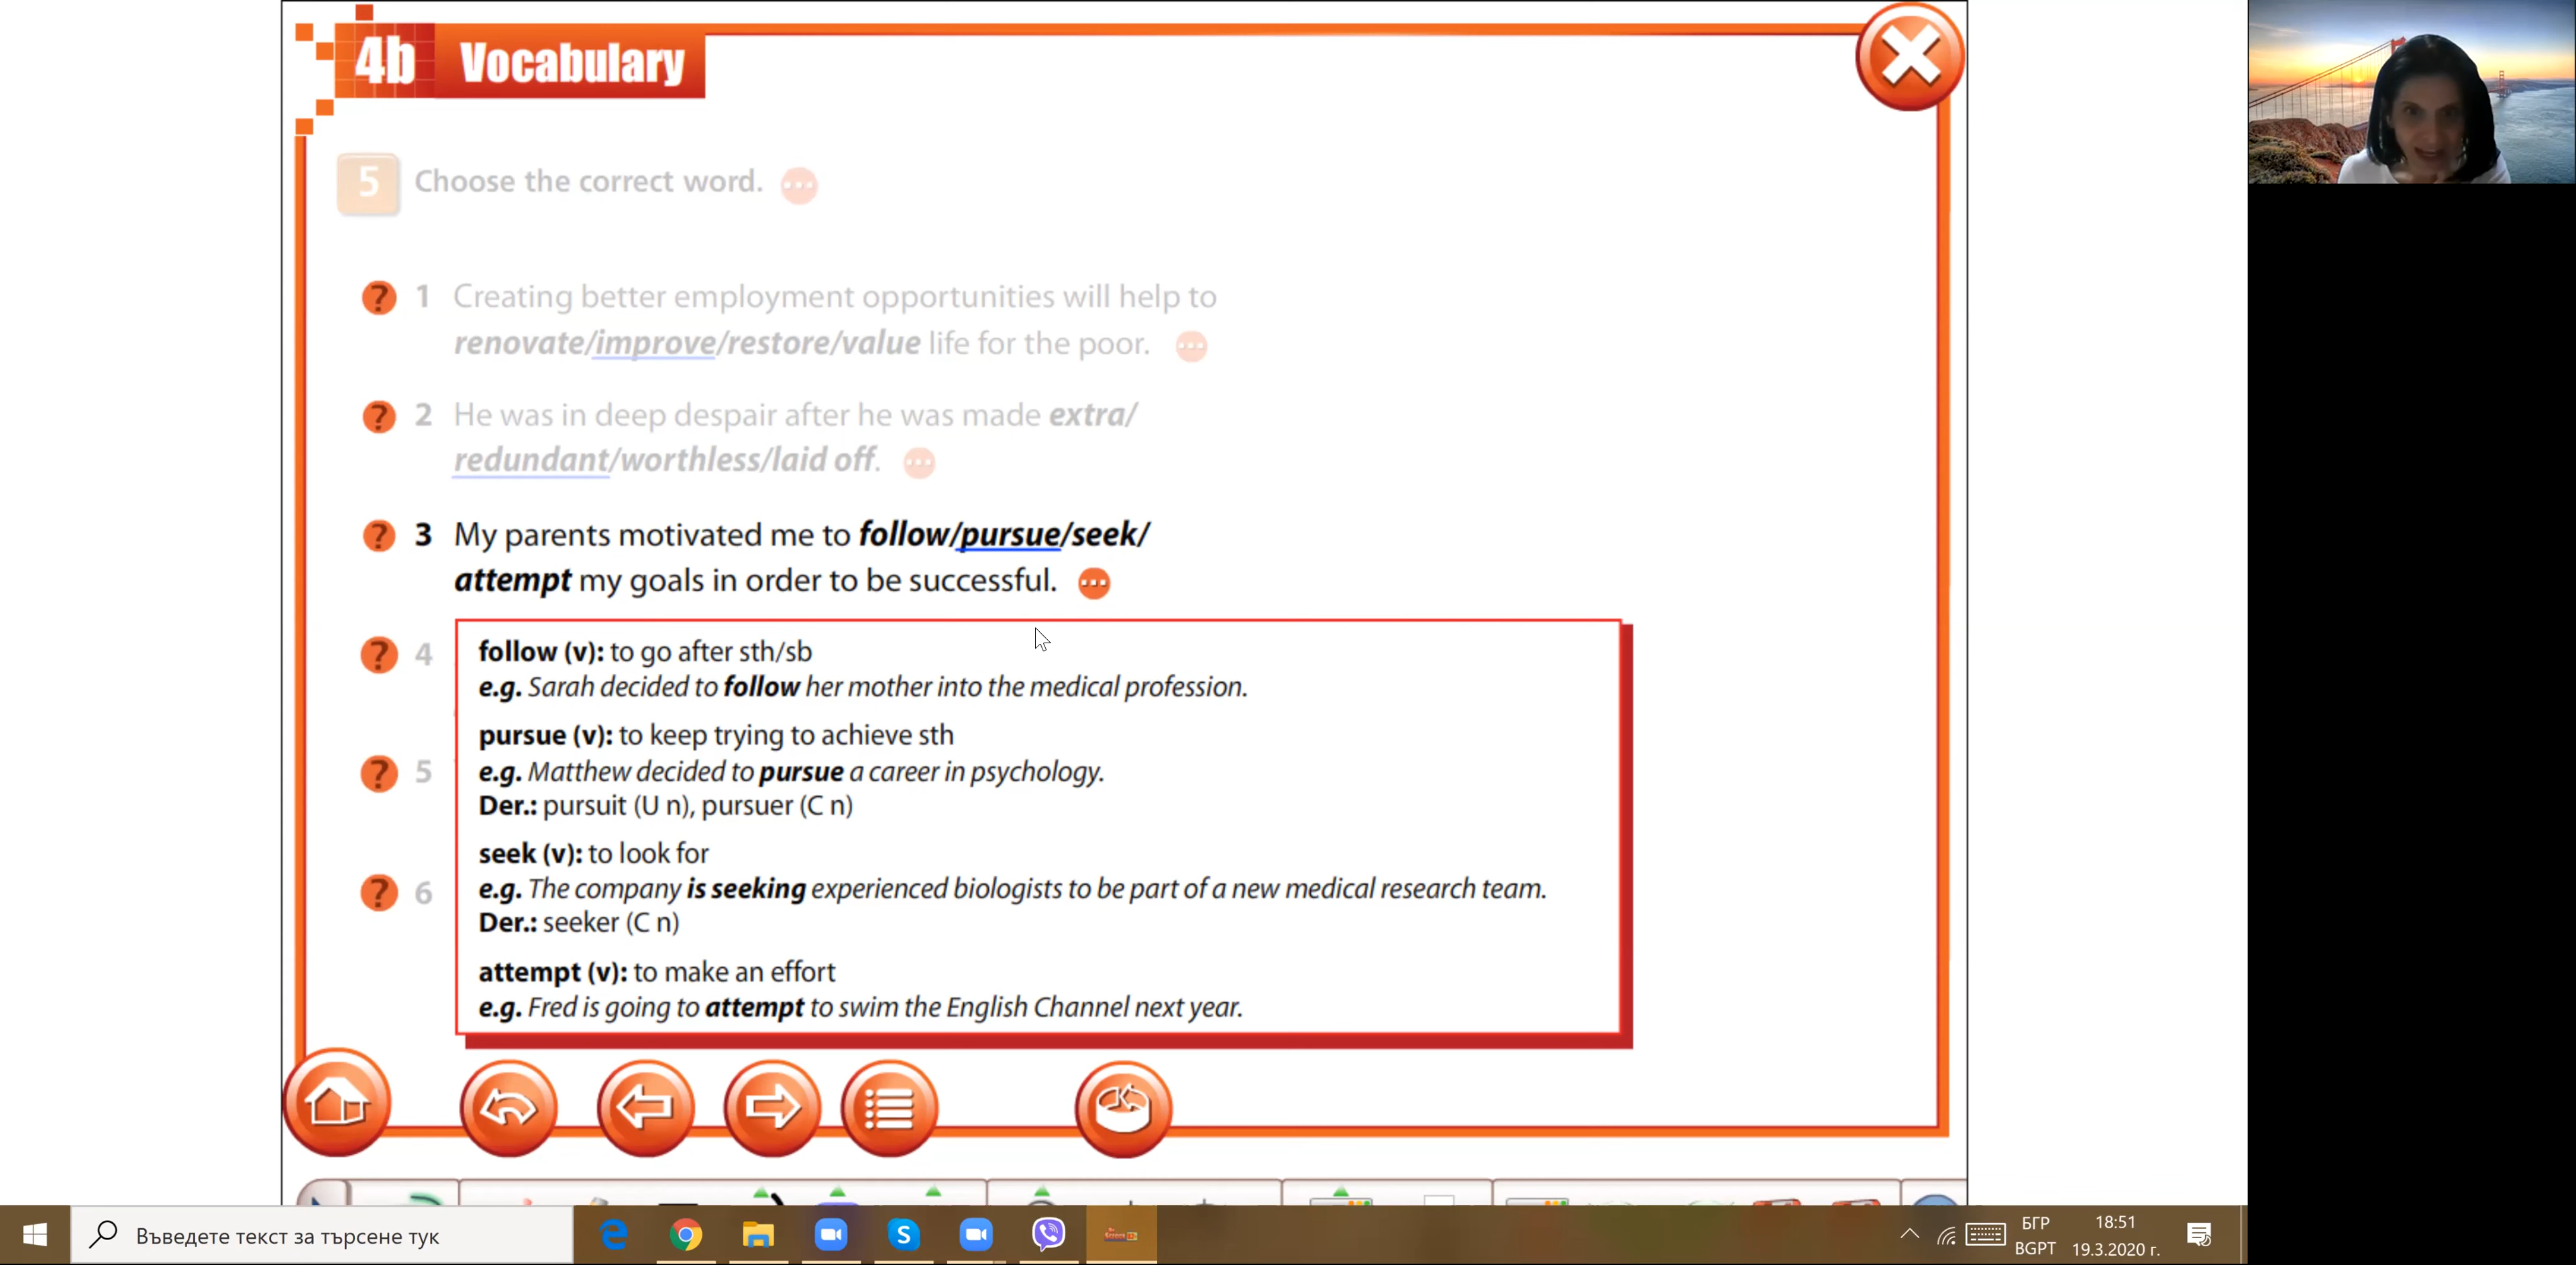 4b Vocabulary
5 Choose the correct word.
? 1 Creating better employment opportunities will help to
renovate/improve/restore/value life for the poor.
? 2 He was in deep despair after he was made extra/
redundant/worthless/laid off.
? 3 My parents motivated me to follow/pursue/seek/
attempt my goals in order to be successful.
? 4
follow (v): to go after sth/sb
e.g. Sarah decided to follow her mother into the medical profession.
pursue (v): to keep trying to achieve sth
? 5
e.g. Matthew decided to pursue a career in psychology.
Der.: pursuit (U n), pursuer (C n)
seek (v): to look for
? 6
e.g. The company is seeking experienced biologists to be part of a new medical research team.
Der.: seeker (C n)
attempt (v): to make an effort
e.g. Fred is going to attempt to swim the English Channel next year.
Въведете текст за търсене тук
БГР
BGPT
18:51
19.3.2020 г.